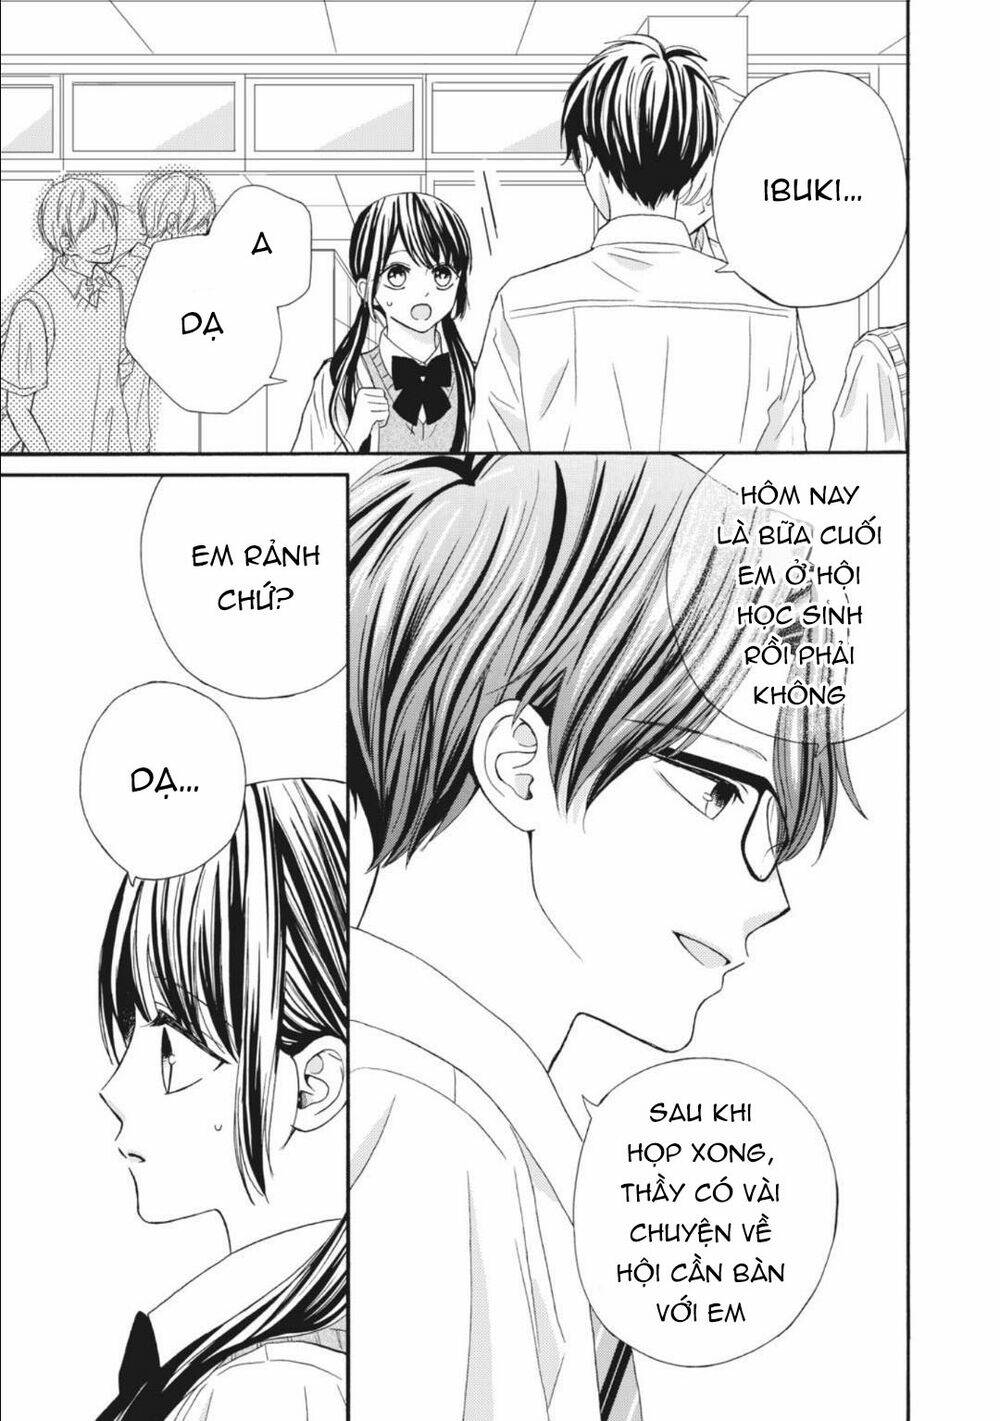 IBUKI...
A
DẠ
HÔM NAY
LÀ BỮA CUỐI
EM Ở HỘI
HỌC SINH
RỒI PHẢI
KHÔNG
SAU KHI
HỌP XONG,
THẦY CÓ VÀI
CHUYỆN VỀ
HỘI CẦN BÀN
VỚI EM
EM RẢNH
CHỨ?
DẠ...